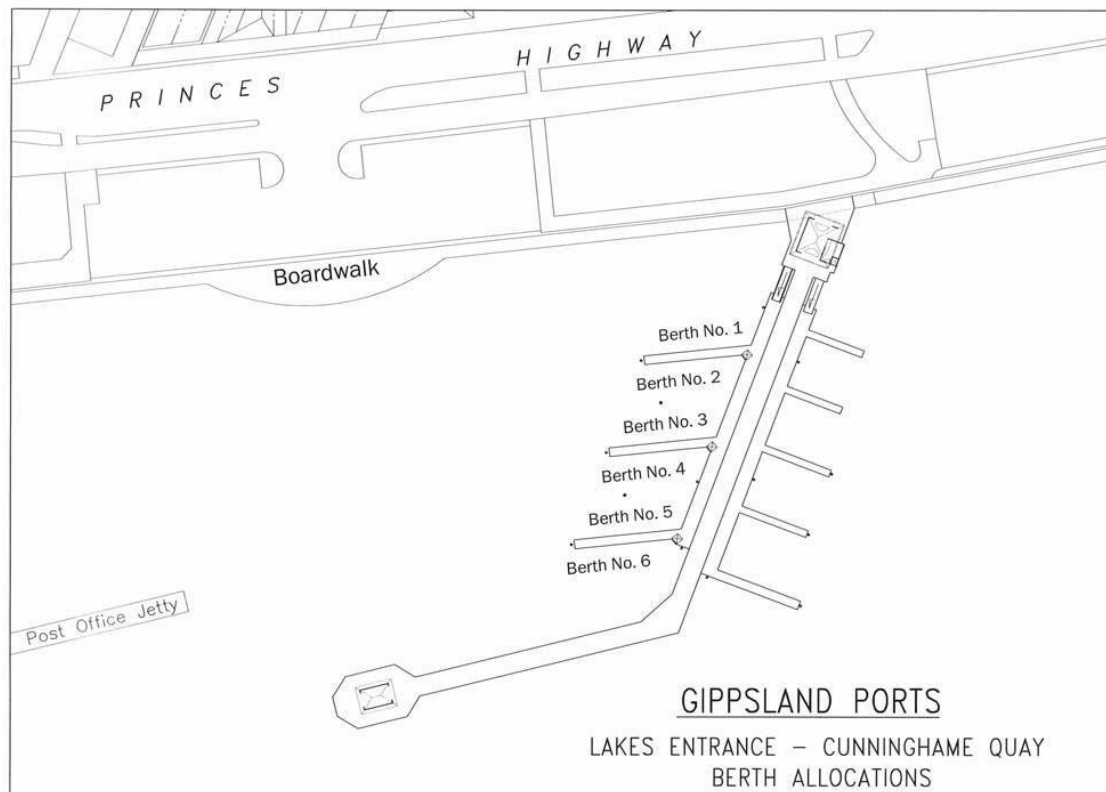 PRINCES HIGHWAY
Boardwalk
Berth No. 1
Berth No. 2
Berth No. 3
Berth No. 4
Berth No. 5
Berth No. 6
Post Office Jetty
GIPPSLAND PORTS
LAKES ENTRANCE – CUNNINGHAME QUAY
BERTH ALLOCATIONS